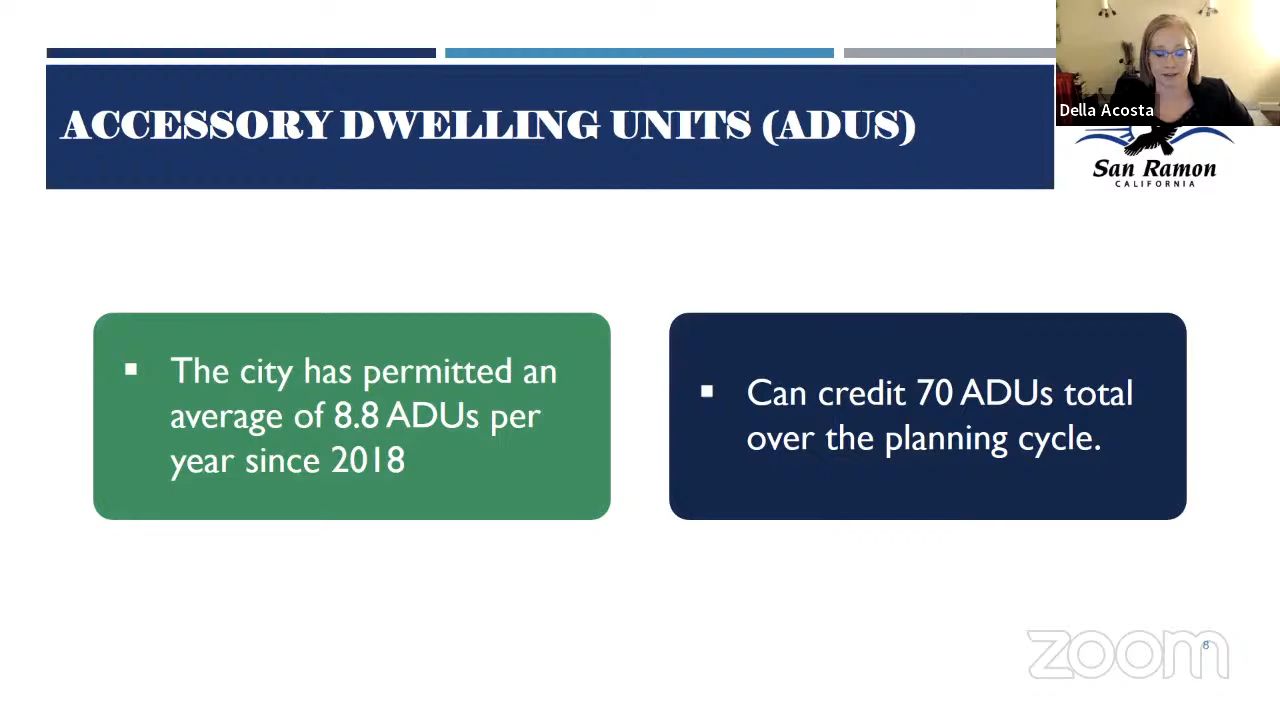 ACCESSORY DWELLING UNITS (ADUS)
Della Acosta
San Ramon
CALIFORNIA
▪ The city has permitted an
average of 8.8 ADUs per
year since 2018
▪ Can credit 70 ADUs total
over the planning cycle.
zoom
8